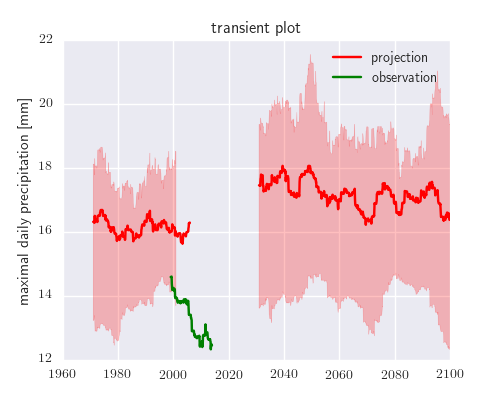 transient plot
projection
observation
maximal daily precipitation [mm]
22
20
18
16
14
12
1960 1980 2000 2020 2040 2060 2080 2100